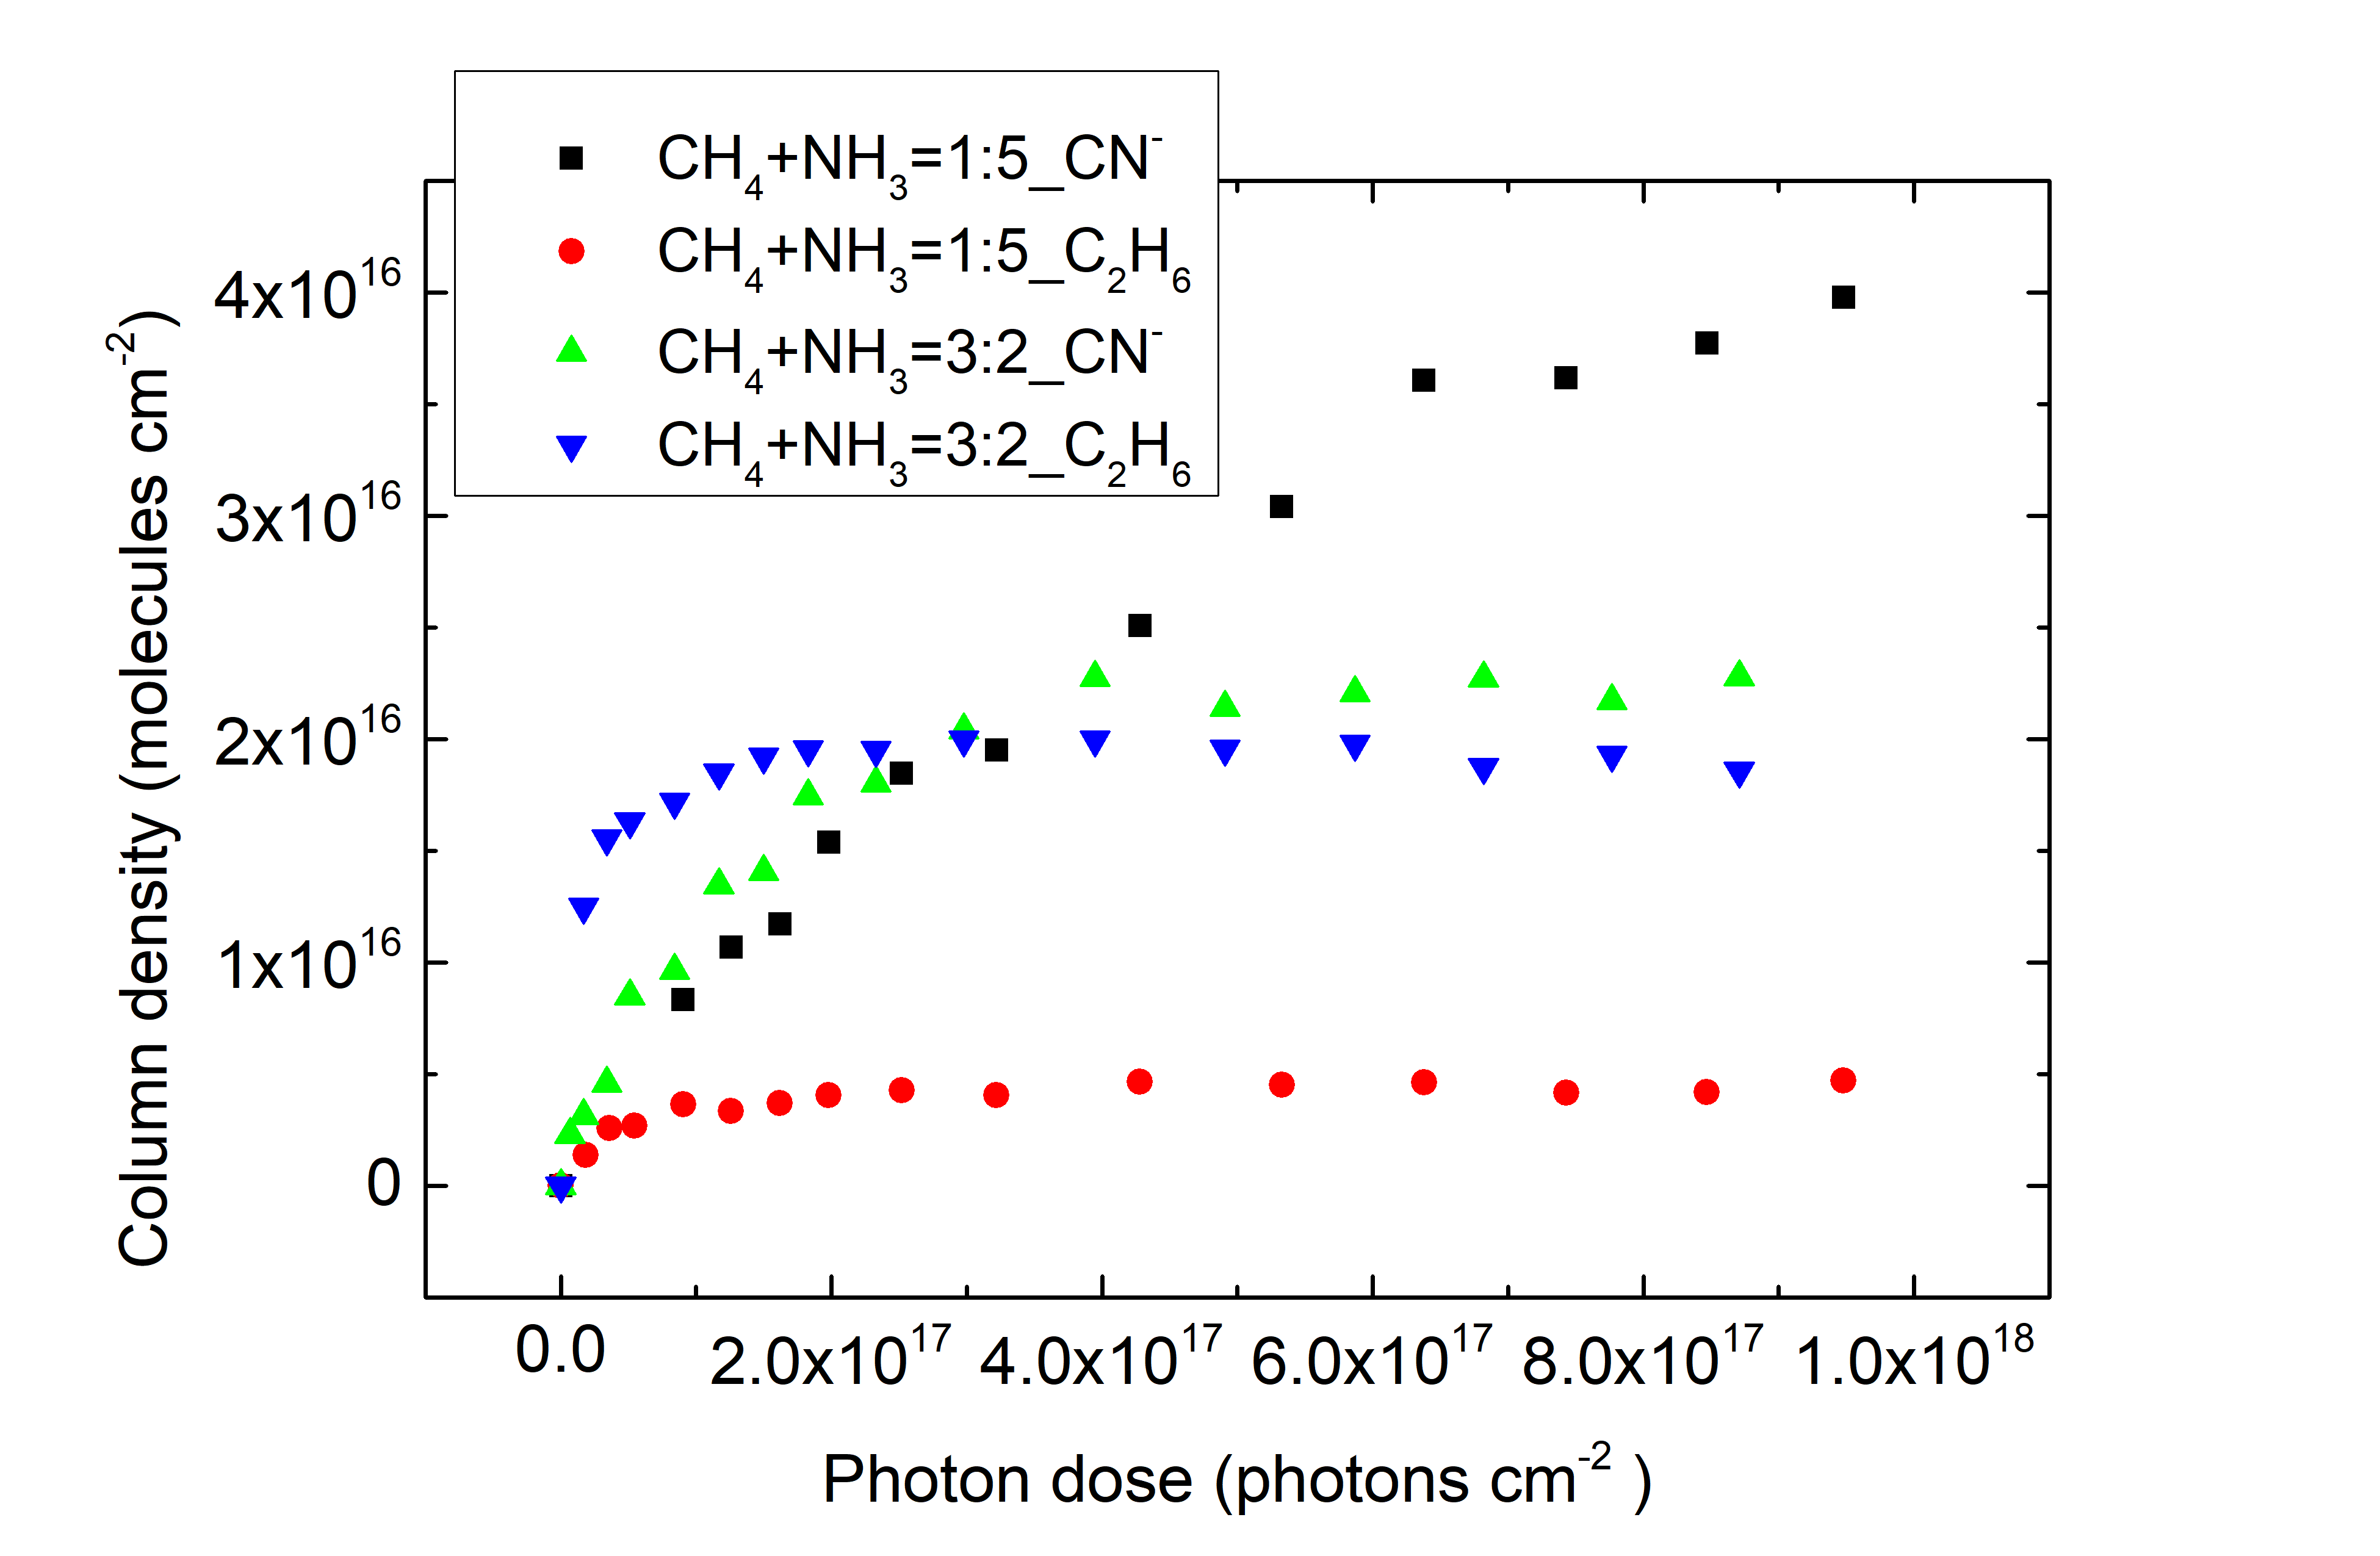 CH₄+NH₃=1:5_CN⁻
CH₄+NH₃=1:5_C₂H₆
CH₄+NH₃=3:2_CN⁻
CH₄+NH₃=3:2_C₂H₆
4x10¹⁶
3x10¹⁶
2x10¹⁶
1x10¹⁶
0
Column density (molecules cm⁻²)
0.0 2.0x10¹⁷ 4.0x10¹⁷ 6.0x10¹⁷ 8.0x10¹⁷ 1.0x10¹⁸
Photon dose (photons cm⁻² )